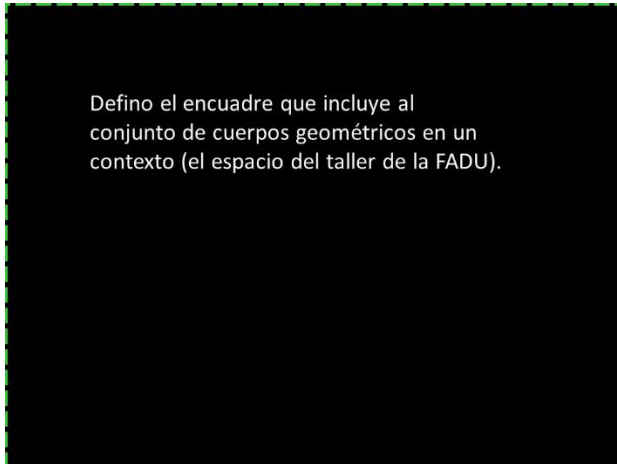 Defino el encuadre que incluye al
conjunto de cuerpos geométricos en un
contexto (el espacio del taller de la FADU).